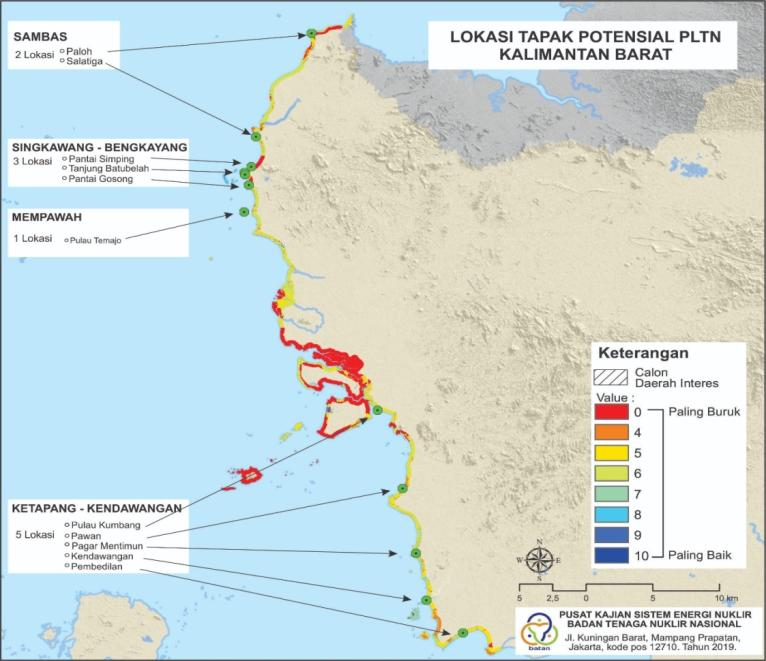 LOKASI TAPAK POTENSIAL PLTN
KALIMANTAN BARAT
SAMBAS
2 Lokasi
Paloh
Salatiga
SINGKAWANG - BENGKAYANG
3 Lokasi
Pantai Simping
Tanjung Batubelah
Pantai Gosong
MEMPAWAH
1 Lokasi
Pulau Temajo
KETAPANG - KENDAWANGAN
5 Lokasi
Pulau Kumbang
Pawan
Pagar Mentimun
Kendawangan
Pembedilan
Keterangan
Calon
Daerah Interes
Value :
0 Paling Buruk
4
5
6
7
8
9
10 Paling Baik
N
W E
S
5 2,5 0 5 10 km
PUSAT KAJIAN SISTEM ENERGI NUKLIR
BADAN TENAGA NUKLIR NASIONAL
Jl. Kuningan Barat, Mampang Prapatan,
Jakarta, kode pos 12710. Tahun 2019.
batan